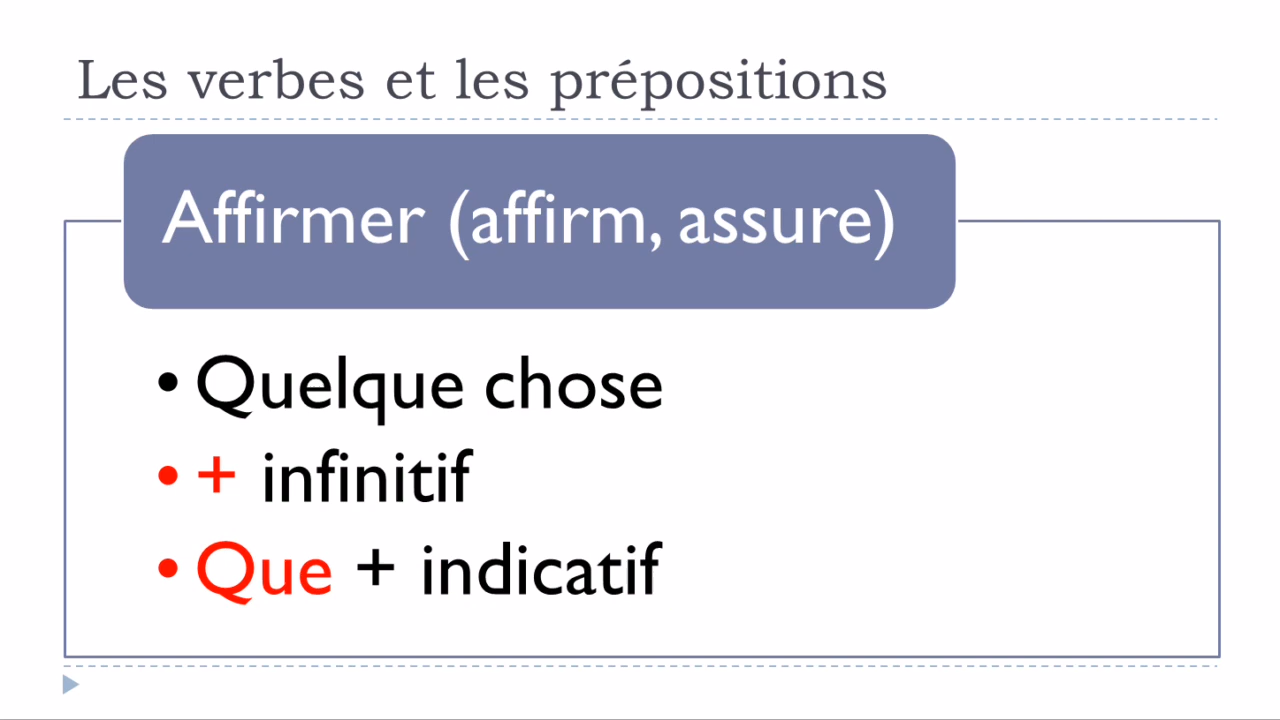 Les verbes et les prépositions
Affirmer (affirm, assure)
• Quelque chose
• + infinitif
• Que + indicatif